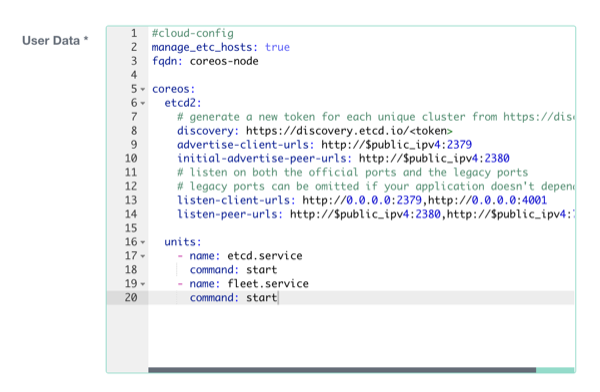 User Data *
1 #cloud-config
2 manage_etc_hosts: true
3 fqdn: coreos-node
4
5 coreos:
6   etcd2:
7     # generate a new token for each unique cluster from https://disc
8     discovery: https://discovery.etcd.io/<token>
9     advertise-client-urls: http://$public_ipv4:2379
10     initial-advertise-peer-urls: http://$public_ipv4:2380
11     # listen on both the official ports and the legacy ports
12     # legacy ports can be omitted if your application doesn't depend
13     listen-client-urls: http://0.0.0.0:2379,http://0.0.0.0:4001
14     listen-peer-urls: http://$public_ipv4:2380,http://$public_ipv4:
15
16   units:
17     - name: etcd.service
18       command: start
19     - name: fleet.service
20       command: start